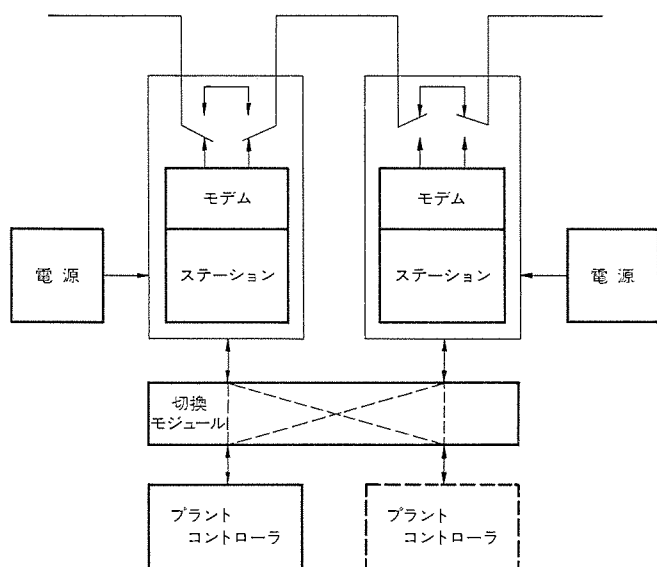 モデム
モデム
電源
ステーション
ステーション
電源
切換
モジュール
プラント
コントローラ
プラント
コントローラ